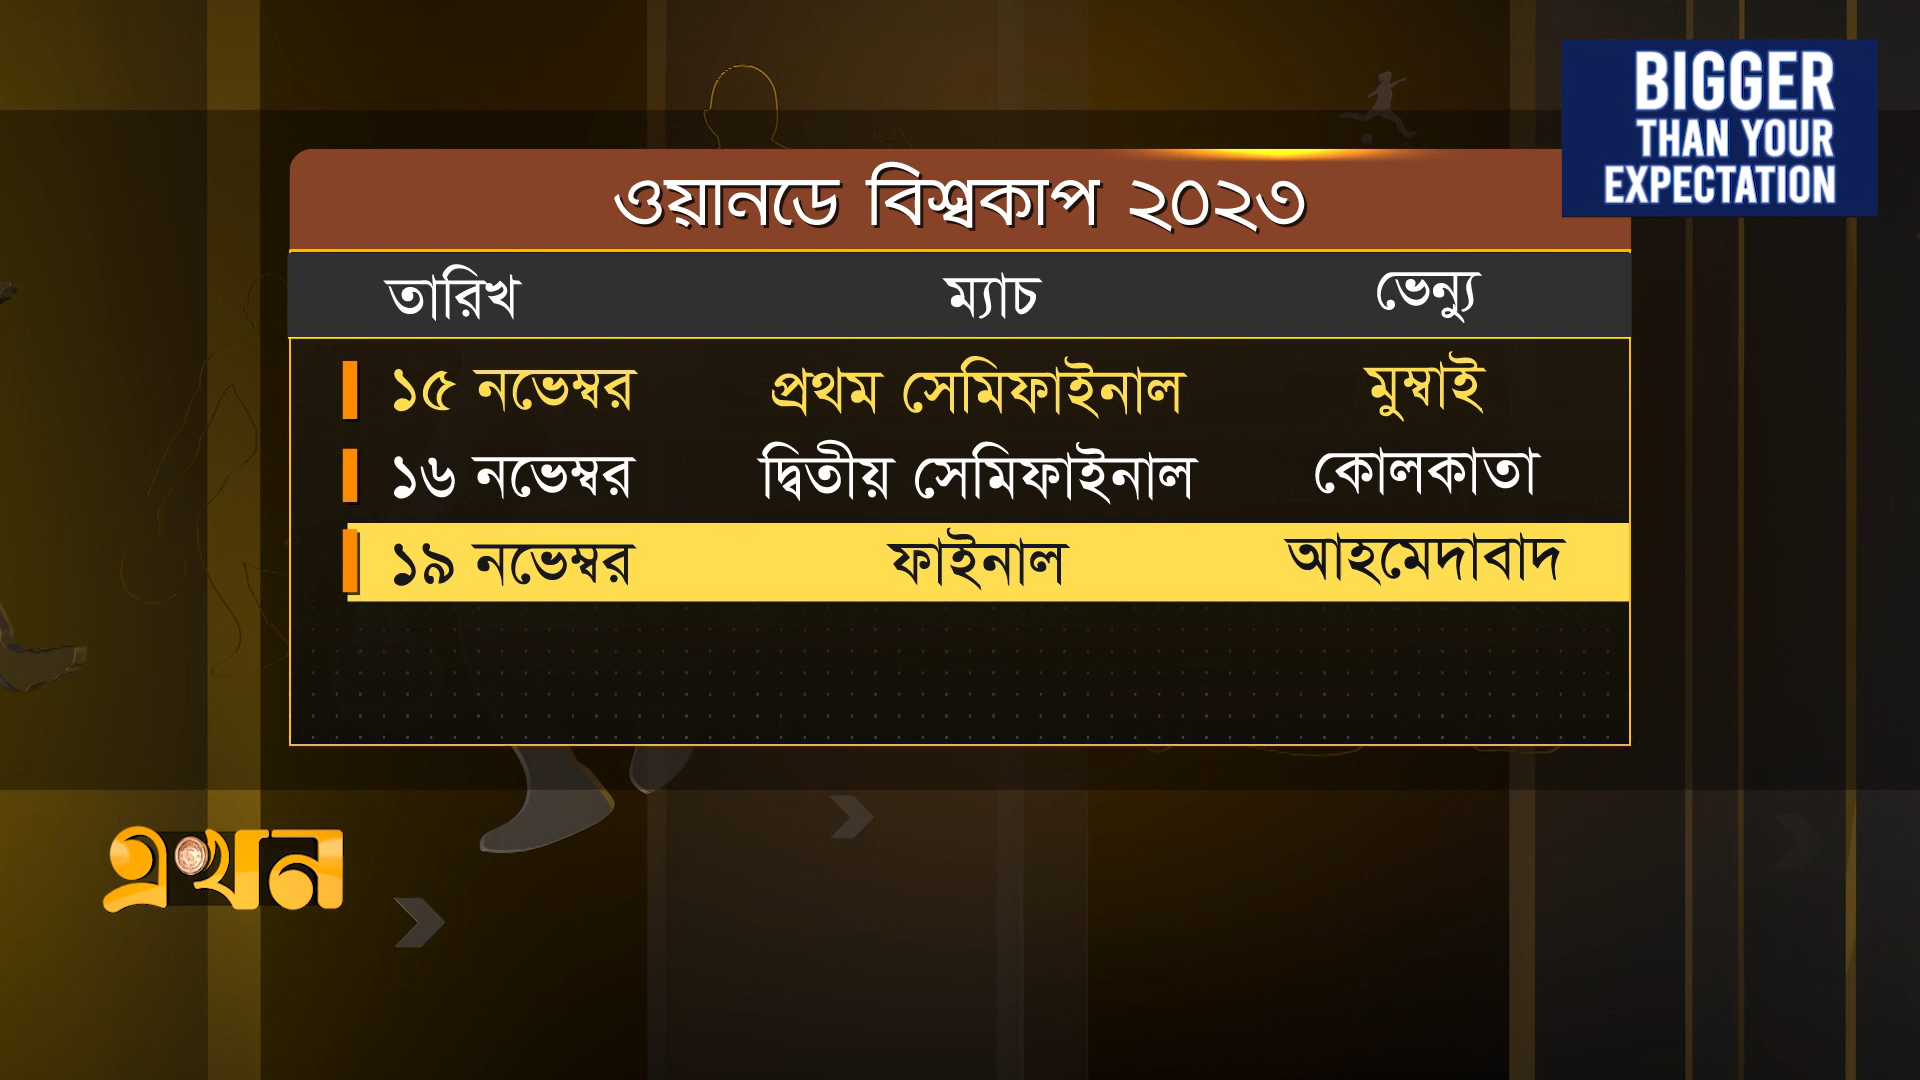 BIGGER
THAN YOUR
EXPECTATION
ওয়ানডে বিশ্বকাপ ২০২৩
তারিখ ম্যাচ ভেন্যু
১৫ নভেম্বর প্রথম সেমিফাইনাল মুম্বাই
১৬ নভেম্বর দ্বিতীয় সেমিফাইনাল কোলকাতা
১৯ নভেম্বর ফাইনাল আহমেদাবাদ
এখন